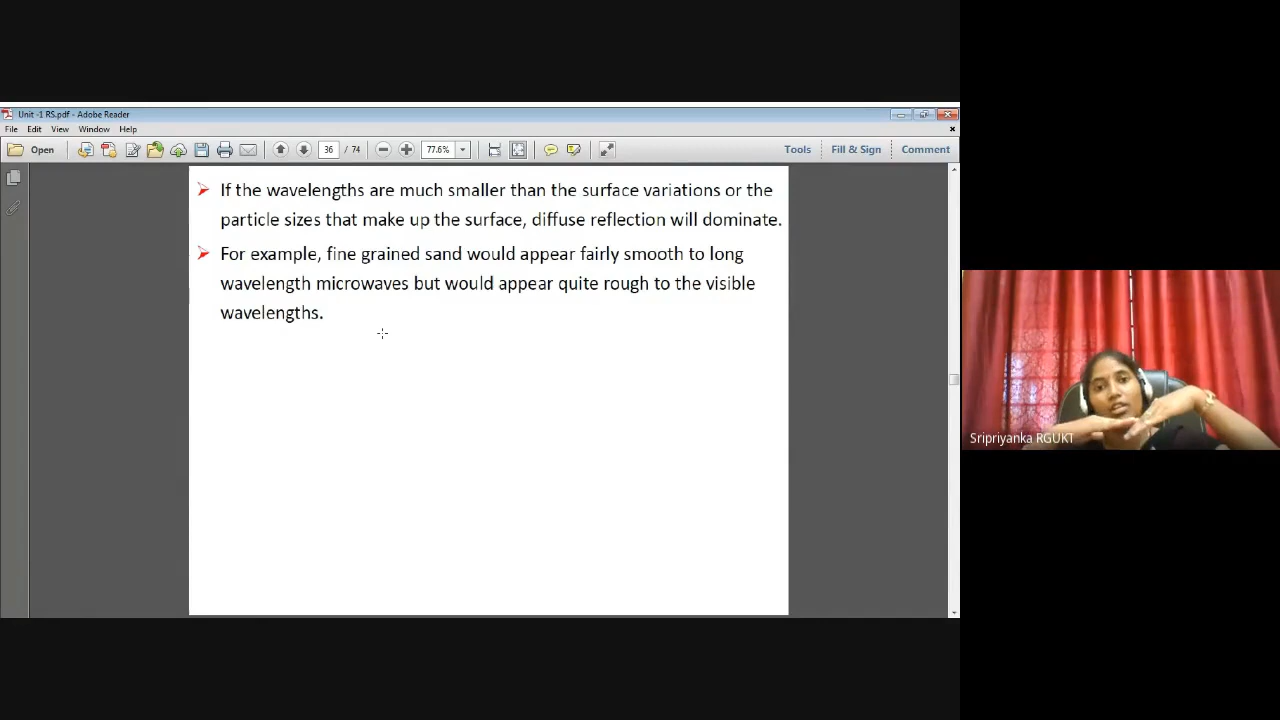 Unit -1 RS.pdf - Adobe Reader
File Edit View Window Help
Open 36 / 74 77.6% Tools Fill & Sign Comment
If the wavelengths are much smaller than the surface variations or the
particle sizes that make up the surface, diffuse reflection will dominate.
For example, fine grained sand would appear fairly smooth to long
wavelength microwaves but would appear quite rough to the visible
wavelengths.
Sripriyanka RGUKT